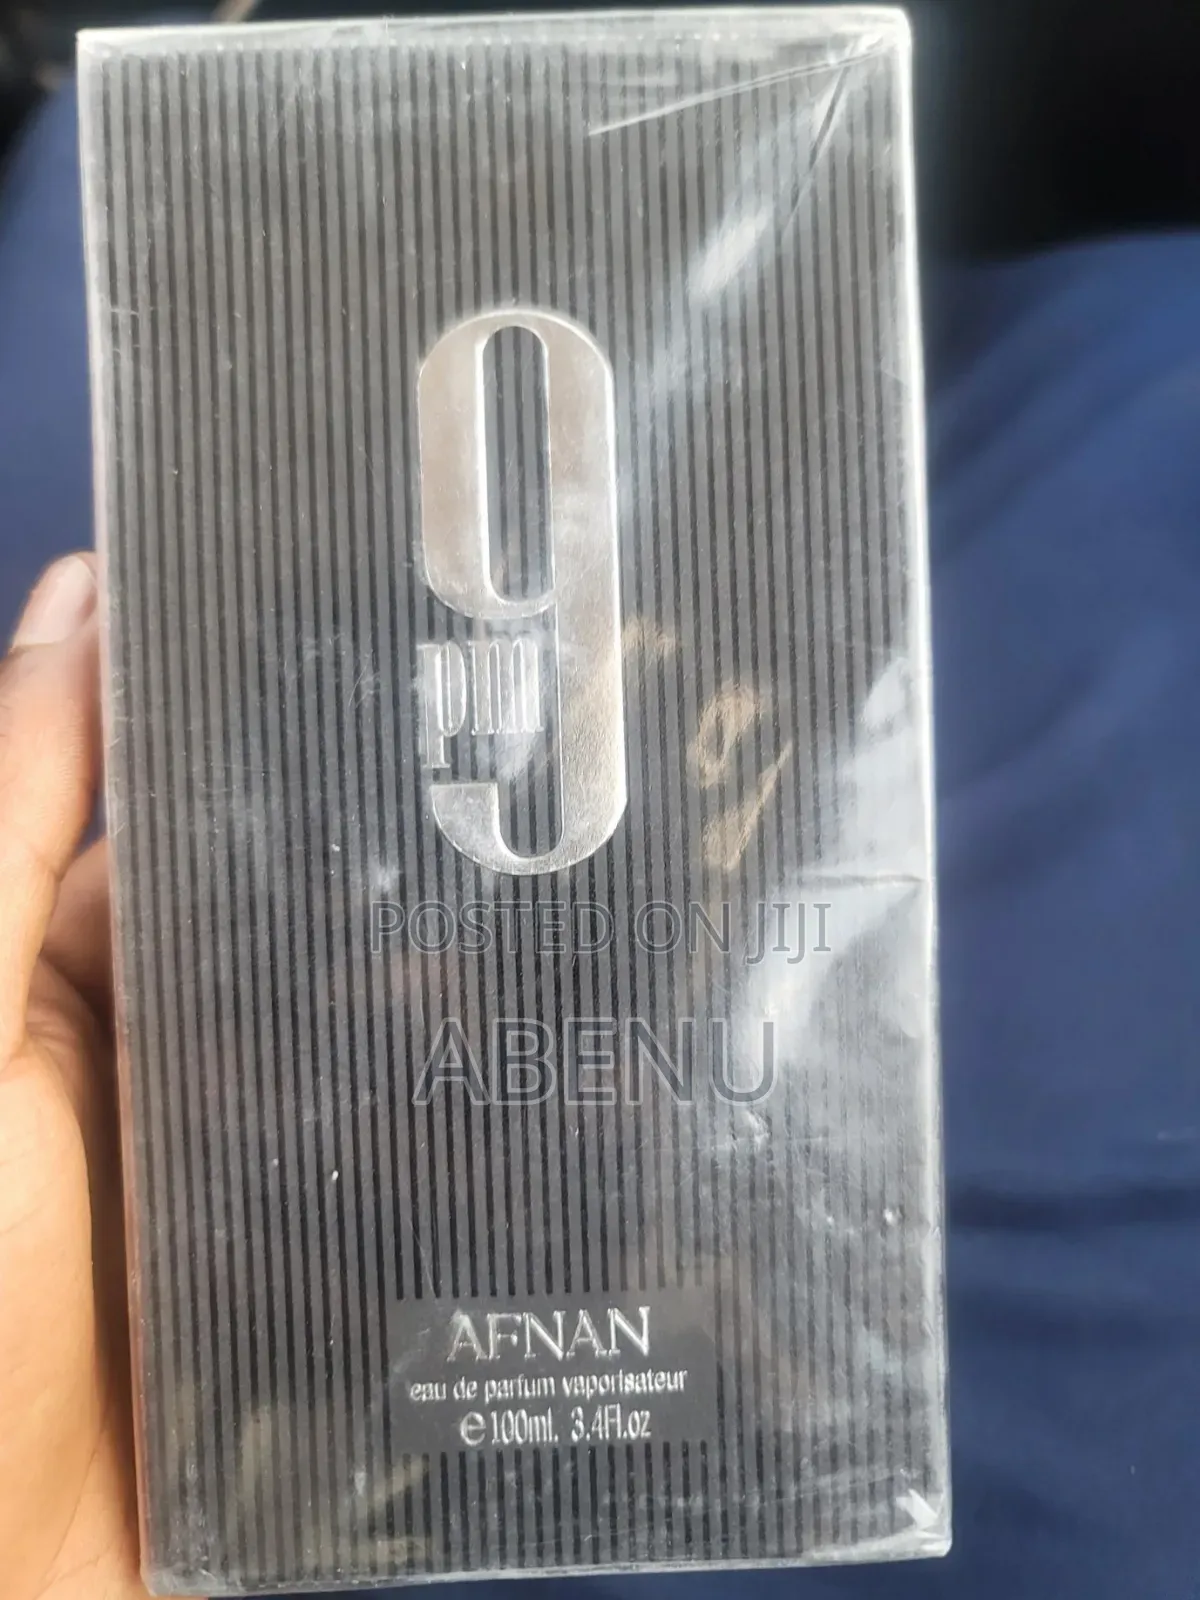 9
pm
POSTED ON JIJI
ABENU
AFNAN
eau de parfum vaporisateur
e 100ml. 3.4Fl.oz